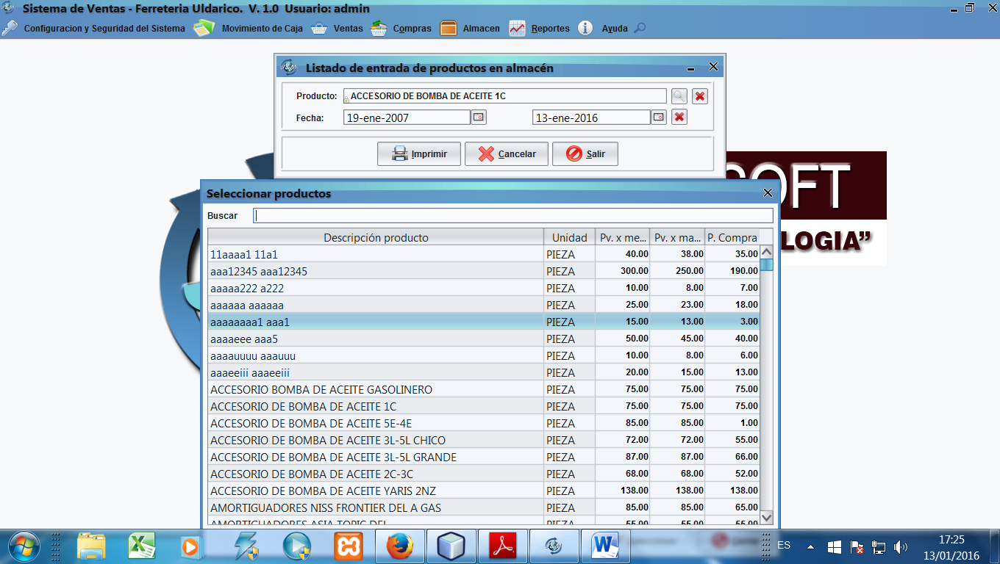 Sistema de Ventas - Ferreteria Uldarico. V. 1.0 Usuario: admin
Configuracion y Seguridad del Sistema Movimiento de Caja Ventas Compras Almacen Reportes Ayuda
Listado de entrada de productos en almacén
Producto: ACCESORIO DE BOMBA DE ACEITE 1C
Fecha: 19-ene-2007 13-ene-2016
Imprimir Cancelar Salir
OFT
LOGIA”
Seleccionar productos
Buscar
Descripción producto Unidad Pv. x me... Pv. x ma... P. Compra
11aaaa1 11a1 PIEZA 40.00 38.00 35.00
aaa12345 aaa12345 PIEZA 300.00 250.00 190.00
aaaaa222 a222 PIEZA 10.00 8.00 7.00
aaaaaa aaaaaa PIEZA 25.00 23.00 18.00
aaaaaaaa1 aaa1 PIEZA 15.00 13.00 3.00
aaaaeee aaa5 PIEZA 50.00 45.00 40.00
aaaauuuu aaauuu PIEZA 10.00 8.00 6.00
aaaeeiii aaaeeiii PIEZA 20.00 15.00 13.00
ACCESORIO BOMBA DE ACEITE GASOLINERO PIEZA 75.00 75.00 75.00
ACCESORIO DE BOMBA DE ACEITE 1C PIEZA 75.00 75.00 75.00
ACCESORIO DE BOMBA DE ACEITE 5E-4E PIEZA 85.00 85.00 1.00
ACCESORIO DE BOMBA DE ACEITE 3L-5L CHICO PIEZA 72.00 72.00 55.00
ACCESORIO DE BOMBA DE ACEITE 3L-5L GRANDE PIEZA 87.00 87.00 66.00
ACCESORIO DE BOMBA DE ACEITE 2C-3C PIEZA 68.00 68.00 52.00
ACCESORIO DE BOMBA DE ACEITE YARIS 2NZ PIEZA 138.00 138.00 138.00
AMORTIGUADORES NISS FRONTIER DEL A GAS PIEZA 85.00 85.00 65.00
AMORTIGUADORES ASIA TOPIC DEL PIEZA
ES 17:25
13/01/2016